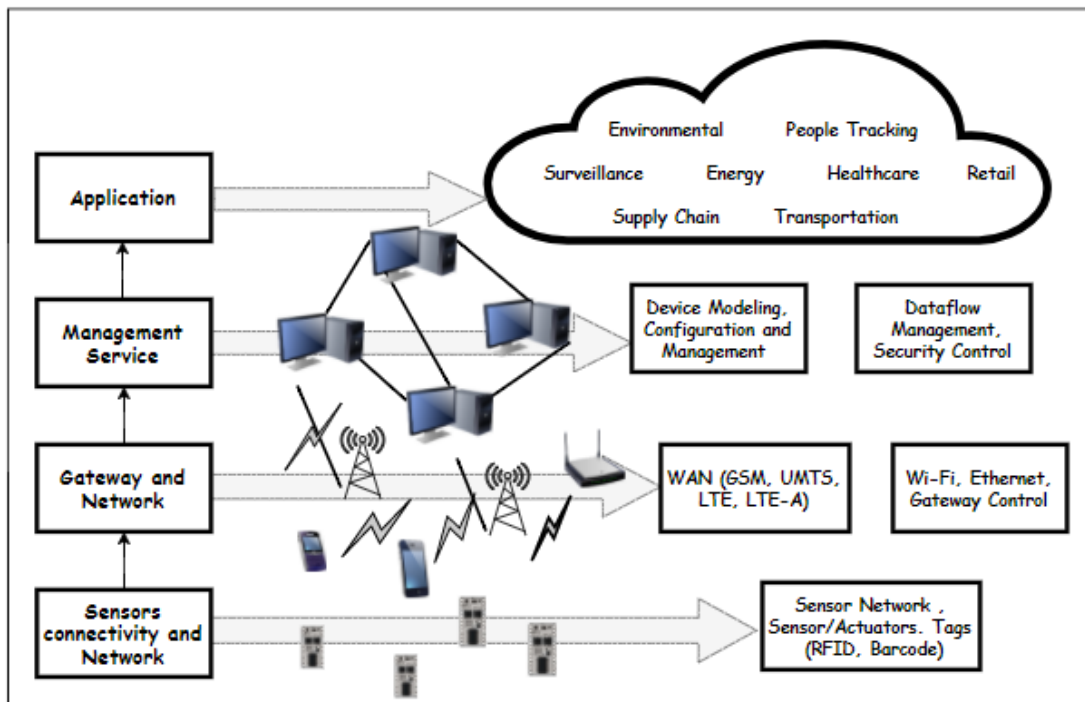 Environmental People Tracking
Surveillance Energy Healthcare Retail
Supply Chain Transportation
Application
Management
Service
Device Modeling,
Configuration and
Management
Dataflow
Management,
Security Control
Gateway and
Network
WAN (GSM, UMTS,
LTE, LTE-A)
Wi-Fi, Ethernet,
Gateway Control
Sensors
connectivity and
Network
Sensor Network ,
Sensor/Actuators. Tags
(RFID, Barcode)